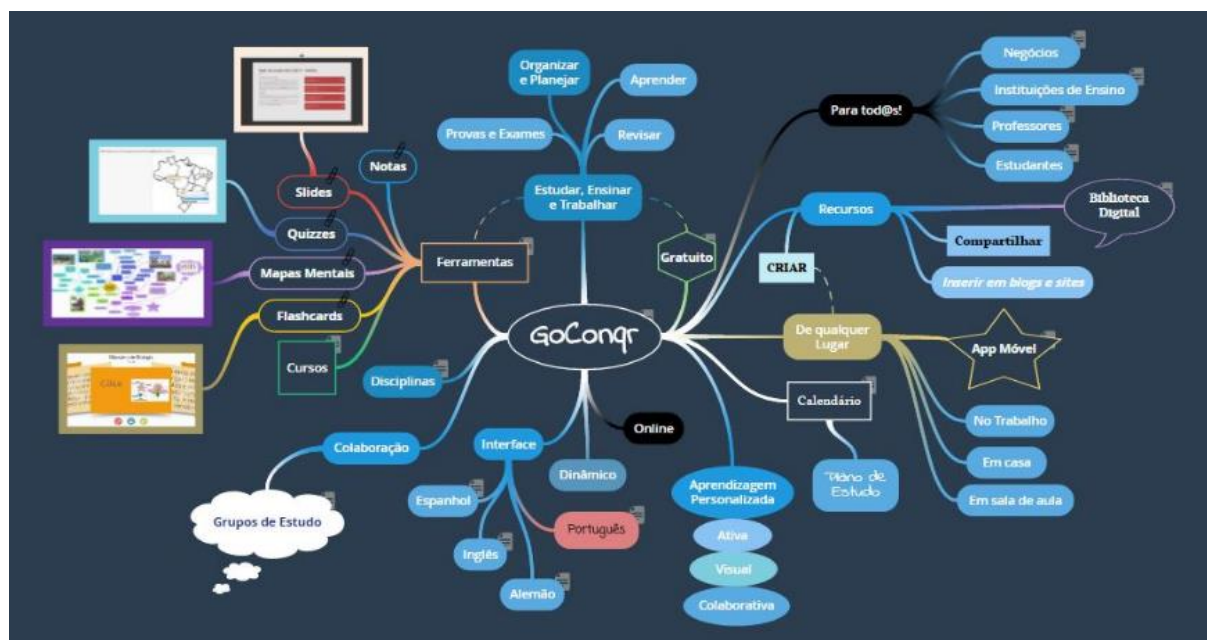 GoConqr
Estudar, Ensinar
e Trabalhar
Organizar
e Planejar
Aprender
Provas e Exames
Revisar
Gratuito
Para tod@s!
Negócios
Instituições de Ensino
Professores
Estudantes
Recursos
Biblioteca
Digital
Compartilhar
Inserir em blogs e sites
CRIAR
De qualquer
Lugar
App Móvel
No Trabalho
Em casa
Em sala de aula
Calendário
Plano de
Estudo
Aprendizagem
Personalizada
Ativa
Visual
Colaborativa
Online
Dinâmico
Interface
Espanhol
Inglês
Alemão
Português
Colaboração
Grupos de Estudo
Disciplinas
Ferramentas
Notas
Slides
Quizzes
Mapas Mentais
Flashcards
Cursos